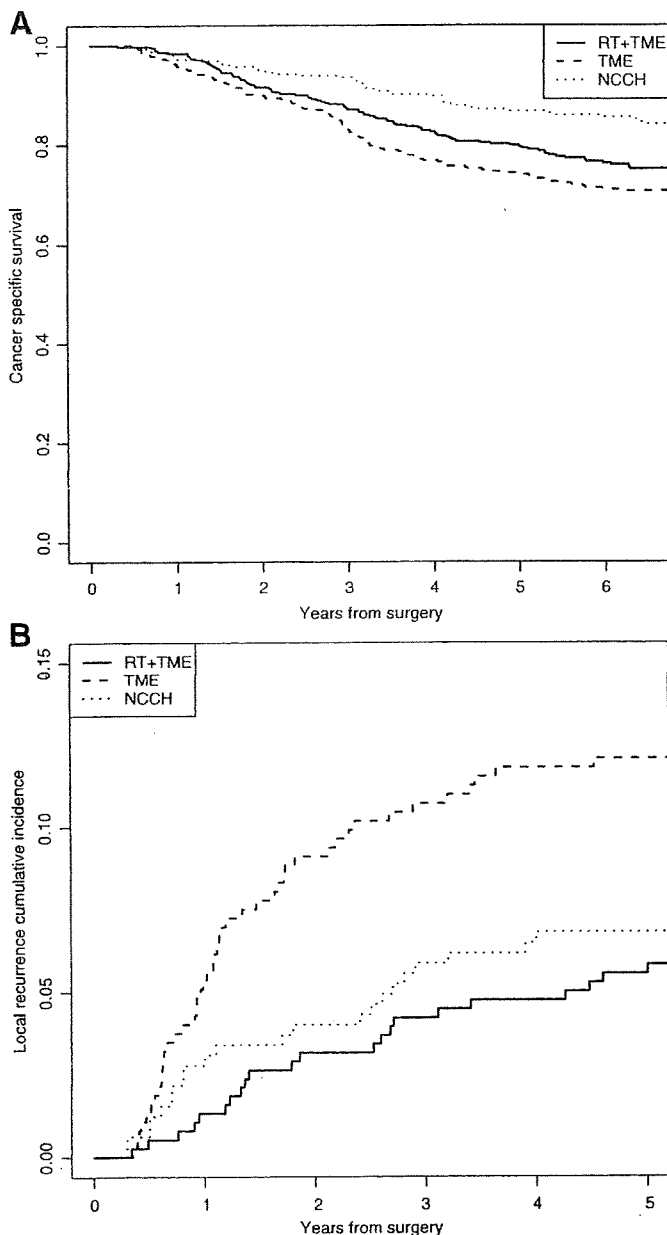 A
RT+TME
TME
NCCH
1.0
0.8
0.6
0.4
0.2
0.0
Cancer specific survival
0 1 2 3 4 5 6
Years from surgery
B
RT+TME
TME
NCCH
0.15
0.10
0.05
0.00
Local recurrence cumulative incidence
0 1 2 3 4 5
Years from surgery